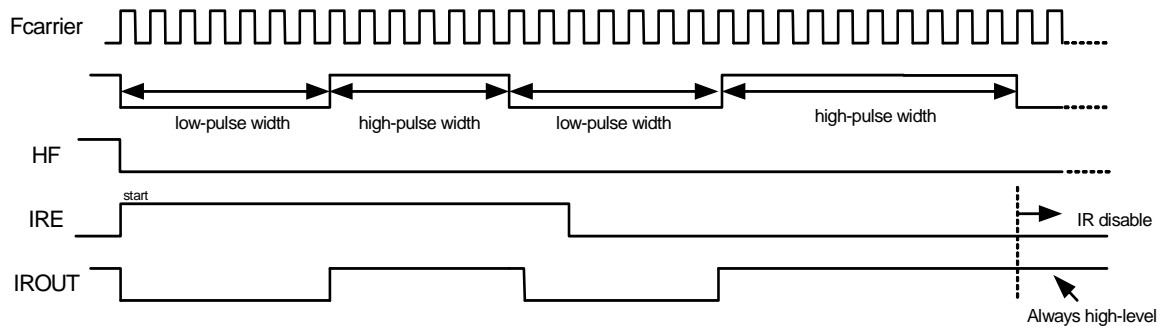 Fcarrier
low-pulse width
high-pulse width
low-pulse width
high-pulse width
HF
start
IRE
IR disable
IROUT
Always high-level